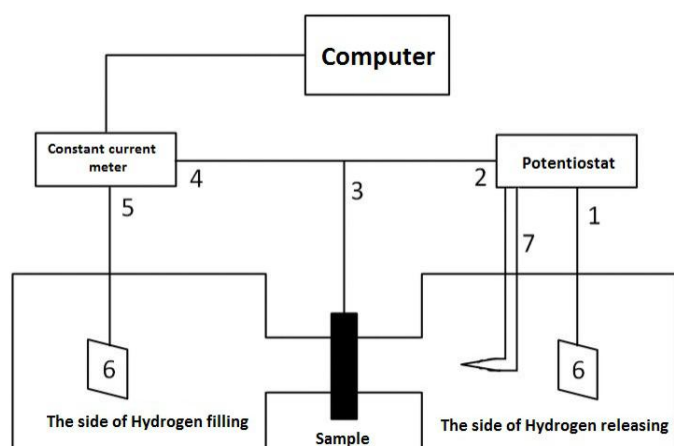 Computer
Constant current
meter
Potentiostat
4
3
2
5
7
1
6
6
The side of Hydrogen filling
The side of Hydrogen releasing
Sample